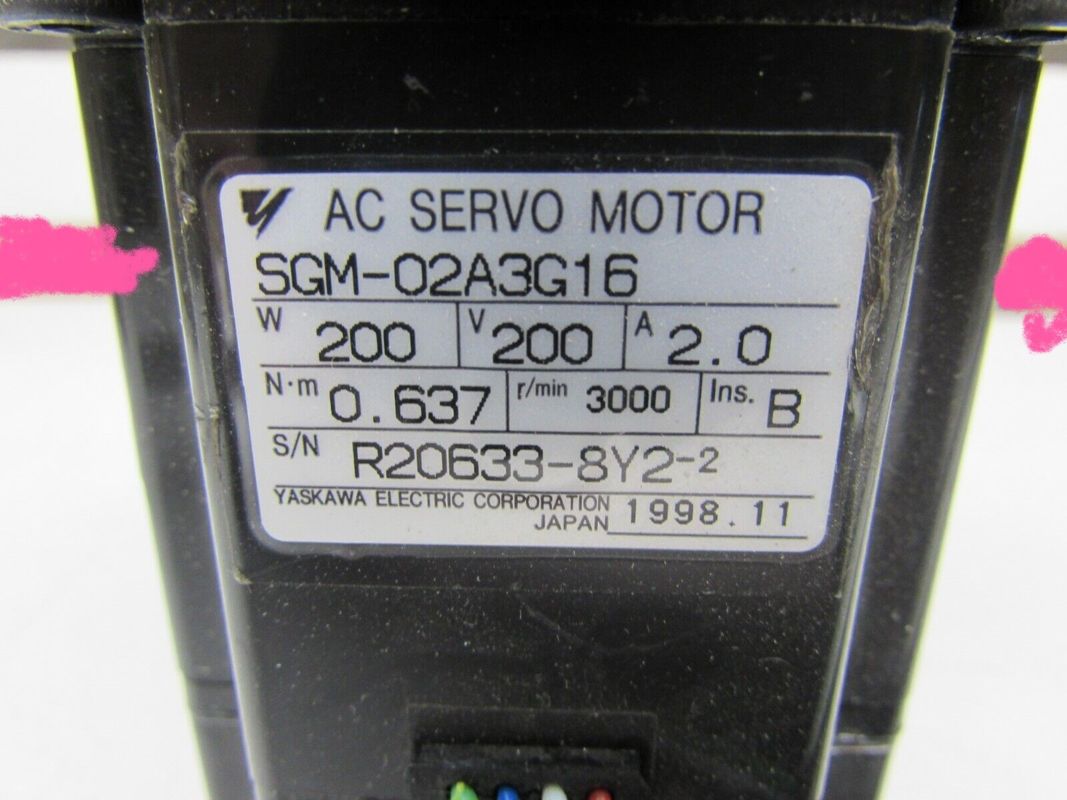 AC SERVO MOTOR
SGM-02A3G16
W 200 V 200 A 2.0
N·m 0.637 r/min 3000 Ins. B
S/N R20633-8Y2-2
YASKAWA ELECTRIC CORPORATION
JAPAN 1998.11